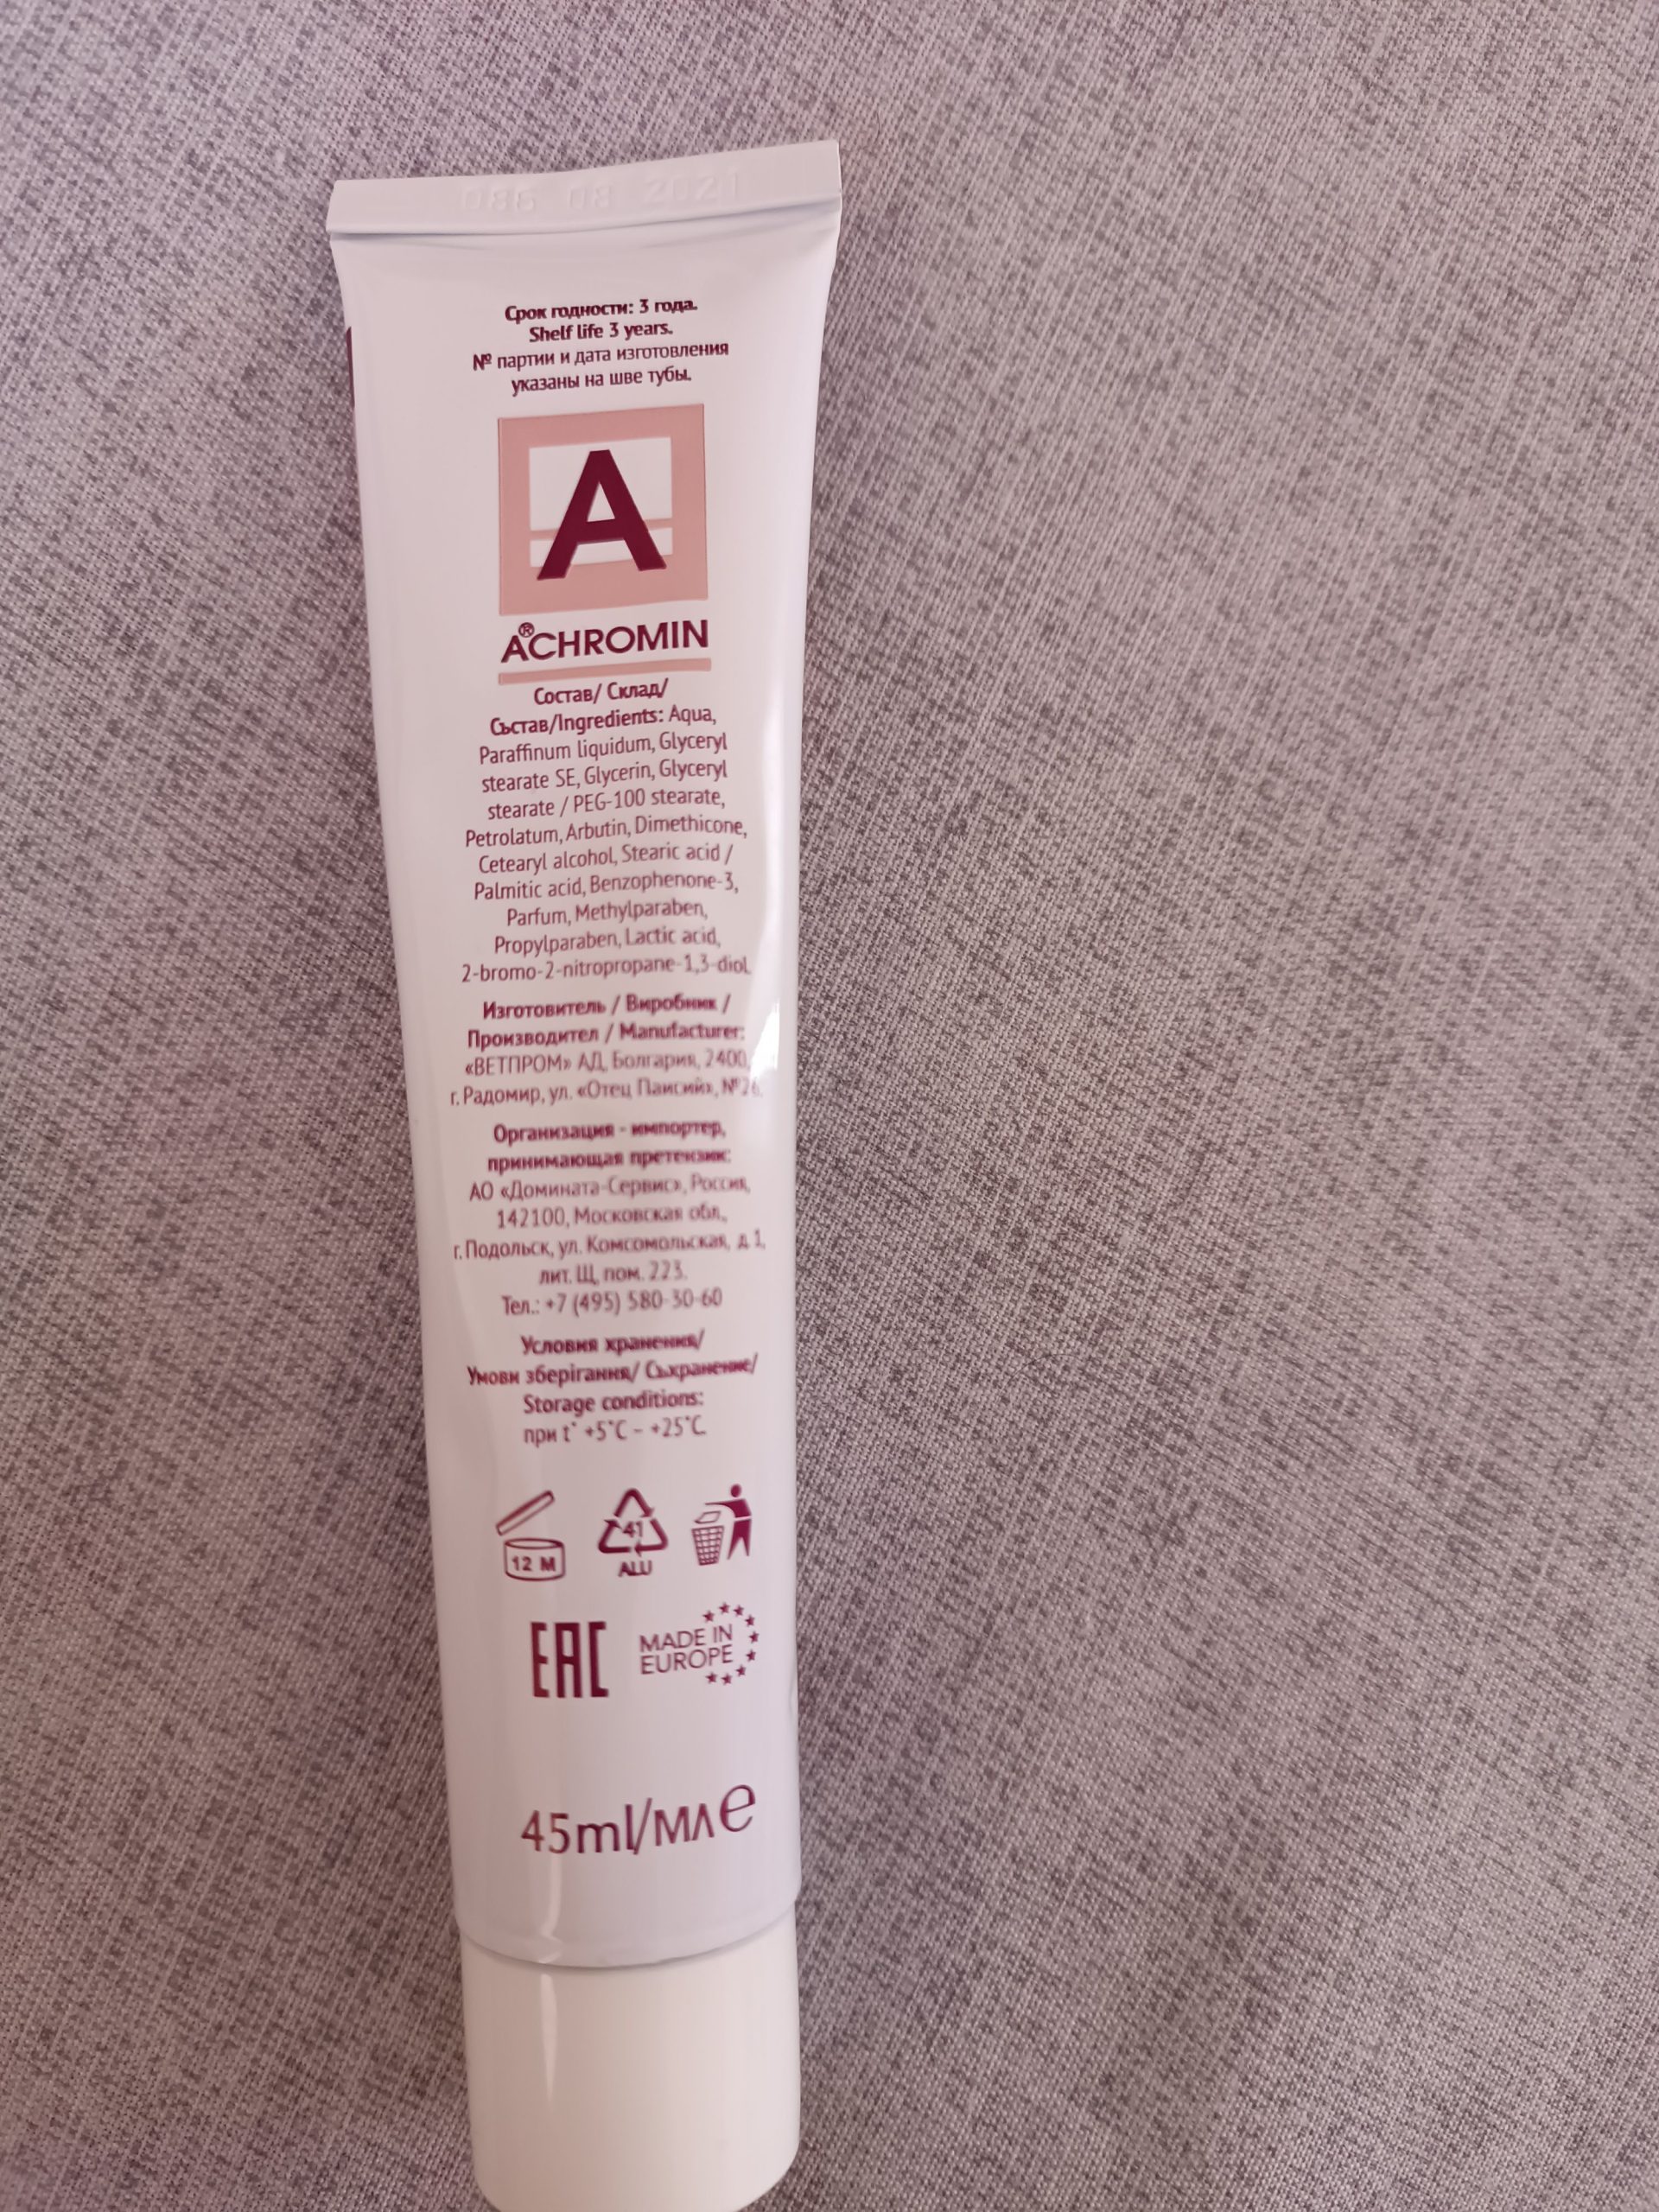 086 08 2021
Срок годности: 3 года.
Shelf life 3 years.
№ партии и дата изготовления
указаны на шве тубы.
A
A®CHROMIN
Состав/ Склад/
Състав/Ingredients: Aqua,
Paraffinum liquidum, Glyceryl
stearate SE, Glycerin, Glyceryl
stearate / PEG-100 stearate,
Petrolatum, Arbutin, Dimethicone,
Cetearyl alcohol, Stearic acid /
Palmitic acid, Benzophenone-3,
Parfum, Methylparaben,
Propylparaben, Lactic acid,
2-bromo-2-nitropropane-1,3-diol.
Изготовитель / Виробник /
Производител / Manufacturer:
«ВЕТПРОМ» АД, Болгария, 2400,
г. Радомир, ул. «Отец Паисий», №26.
Организация - импортер,
принимающая претензии:
АО «Домината-Сервис», Россия,
142100, Московская обл.,
г. Подольск, ул. Комсомольская, д.1,
лит. Щ, пом. 223.
Тел.: +7 (495) 580-30-60
Условия хранения/
Умови зберігання/ Съхранение/
Storage conditions:
при t° +5°C – +25°C.
12 M
41
ALU
EAC
MADE IN
EUROPE
45ml/мл e